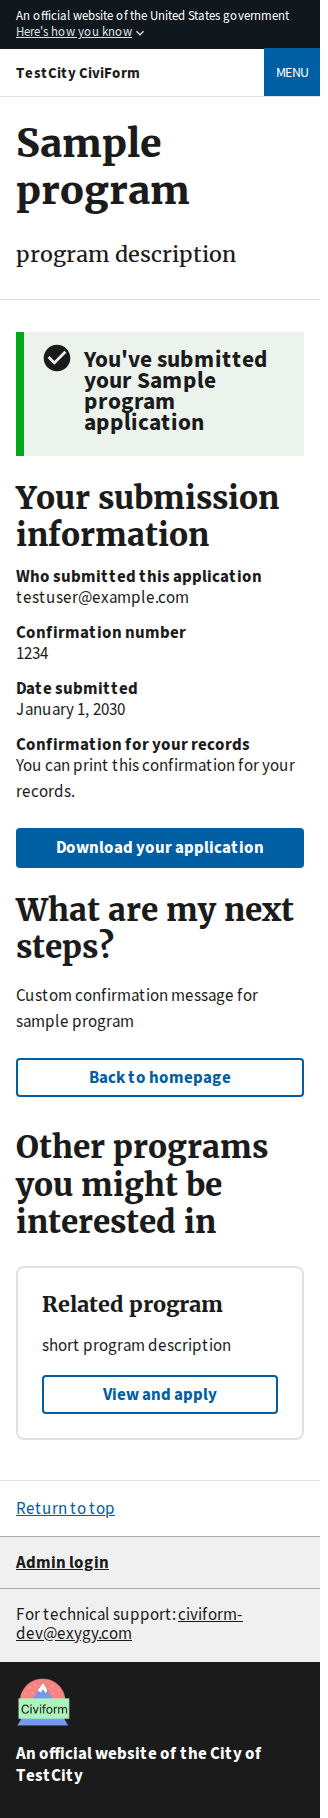 An official website of the United States government
Here's how you know
TestCity CiviForm
MENU
Sample
program
program description
You've submitted
your Sample
program
application
Your submission
information
Who submitted this application
testuser@example.com
Confirmation number
1234
Date submitted
January 1, 2030
Confirmation for your records
You can print this confirmation for your
records.
Download your application
What are my next
steps?
Custom confirmation message for
sample program
Back to homepage
Other programs
you might be
interested in
Related program
short program description
View and apply
Return to top
Admin login
For technical support: civiform-
dev@exygy.com
Civiform
An official website of the City of
TestCity